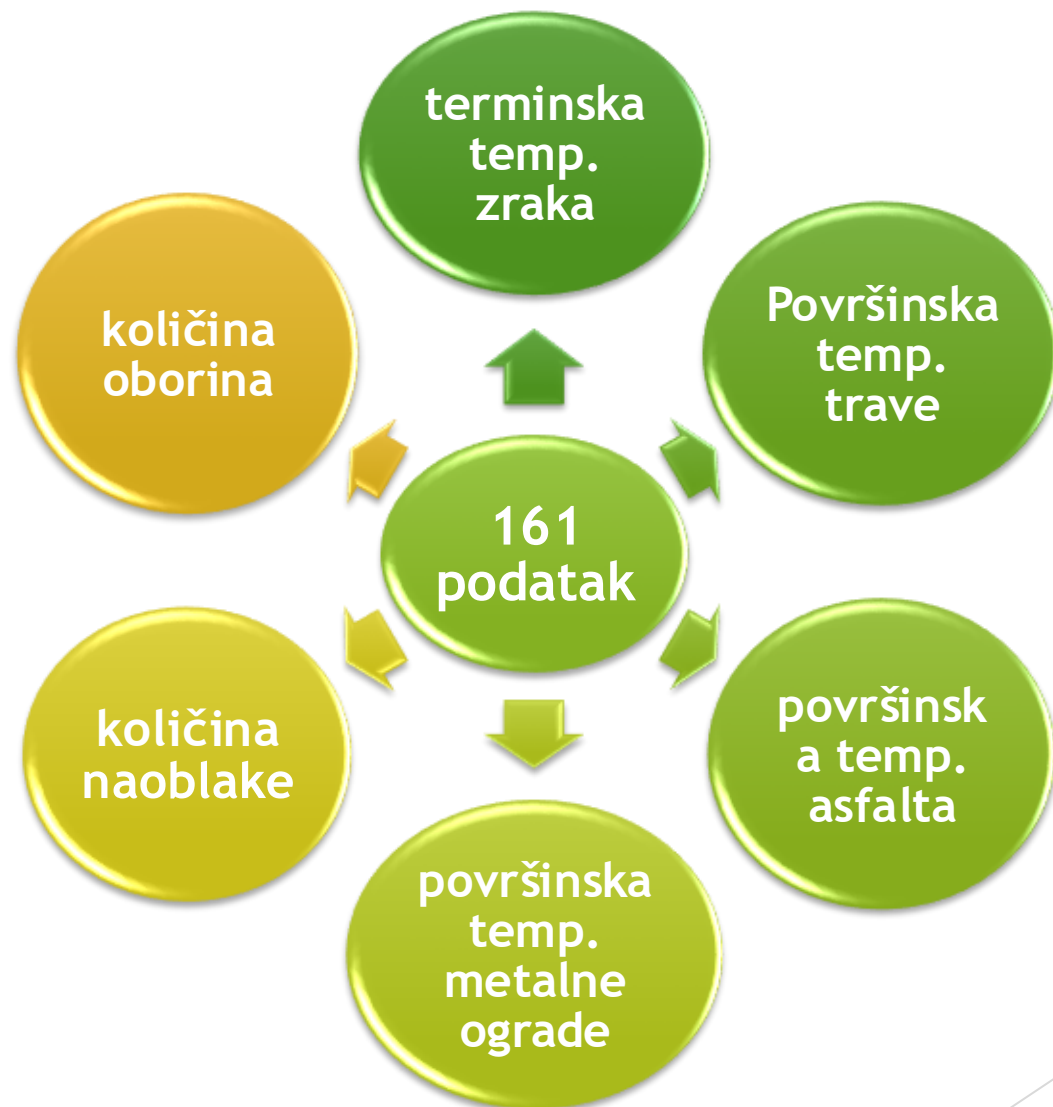 terminska
temp.
zraka
Površinska
temp.
trave
površinsk
a temp.
asfalta
površinska
temp.
metalne
ograde
količina
naoblake
količina
oborina
161
podatak